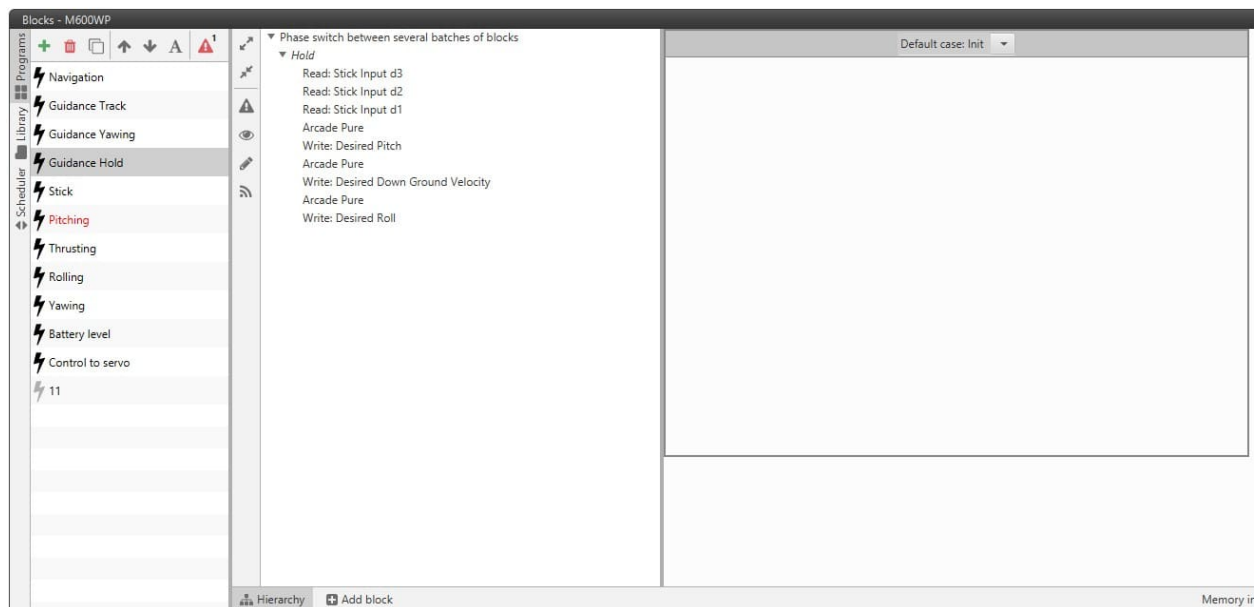 Blocks - M600WP
Programs
Library
Scheduler
A
1
Navigation
Guidance Track
Guidance Yawing
Guidance Hold
Stick
Pitching
Thrusting
Rolling
Yawing
Battery level
Control to servo
11
Phase switch between several batches of blocks
Hold
Read: Stick Input d3
Read: Stick Input d2
Read: Stick Input d1
Arcade Pure
Write: Desired Pitch
Arcade Pure
Write: Desired Down Ground Velocity
Arcade Pure
Write: Desired Roll
Default case: Init
Hierarchy
Add block
Memory in